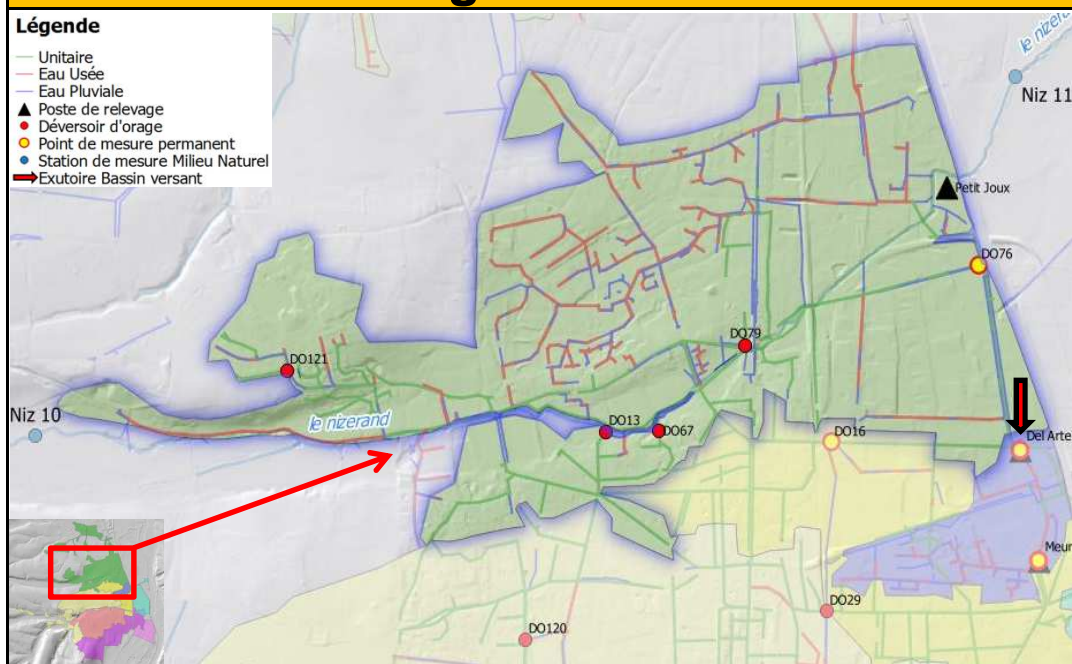 g
Légende
Unitaire
Eau Usée
Eau Pluviale
Poste de relevage
Déversoir d'orage
Point de mesure permanent
Station de mesure Milieu Naturel
Exutoire Bassin versant
le nizerand
Niz 11
Petit Joux
DO76
DO79
DO121
Niz 10
le nizerand
DO13
DO67
DO16
Del Arte
Meur
DO29
DO120